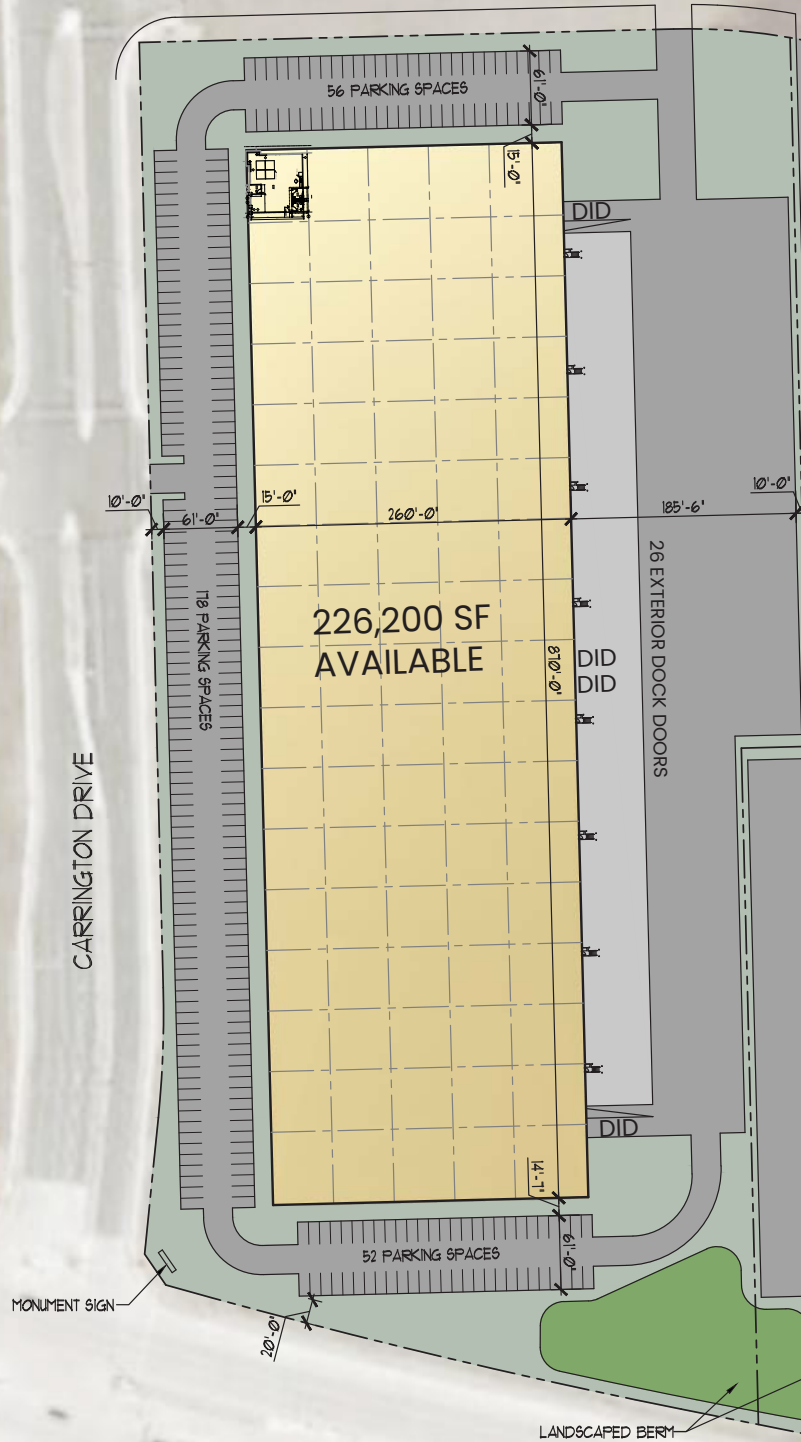 56 PARKING SPACES
61'-0"
15'-0"
DID
10'-0"
61'-0"
15'-0"
260'-0"
185'-6"
10'-0"
26 EXTERIOR DOCK DOORS
178 PARKING SPACES
226,200 SF
AVAILABLE
870'-0"
DID
DID
CARRINGTON DRIVE
DID
14'-7"
52 PARKING SPACES
61'-0"
MONUMENT SIGN
20'-0"
LANDSCAPED BERM